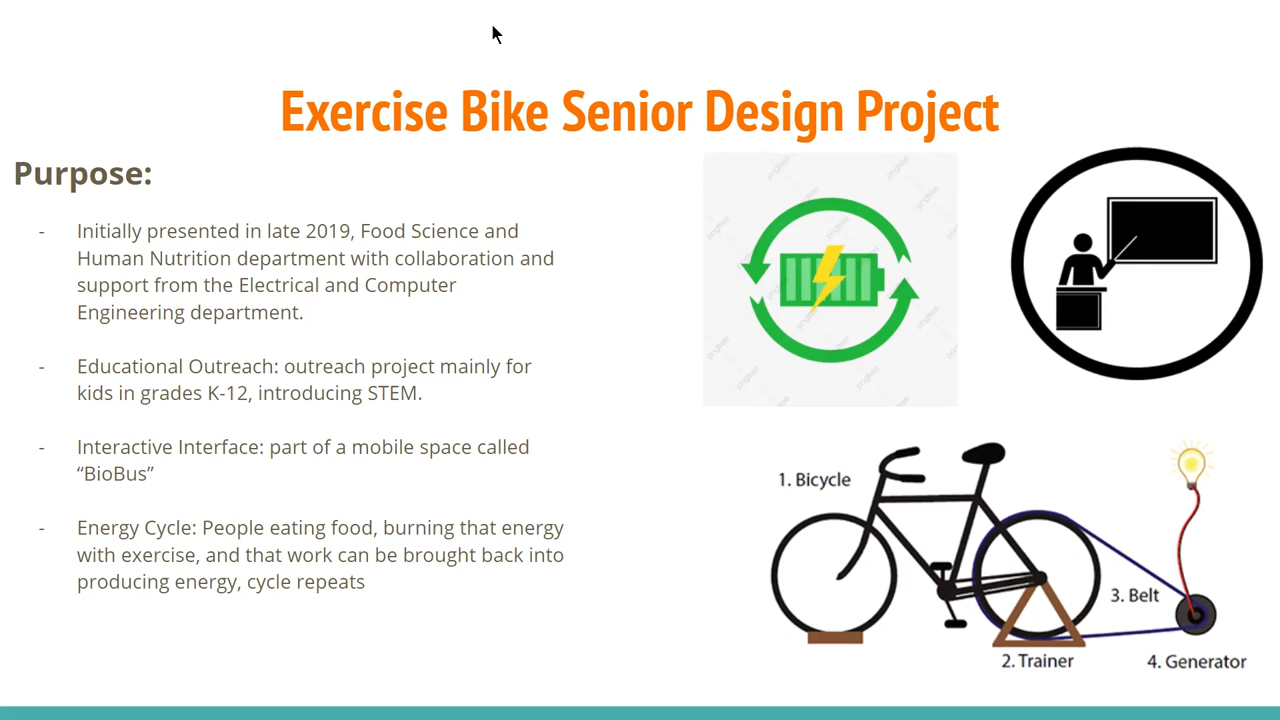 Exercise Bike Senior Design Project
Purpose:
- Initially presented in late 2019, Food Science and
Human Nutrition department with collaboration and
support from the Electrical and Computer
Engineering department.
- Educational Outreach: outreach project mainly for
kids in grades K-12, introducing STEM.
- Interactive Interface: part of a mobile space called
“BioBus”
- Energy Cycle: People eating food, burning that energy
with exercise, and that work can be brought back into
producing energy, cycle repeats
1. Bicycle
3. Belt
2. Trainer
4. Generator